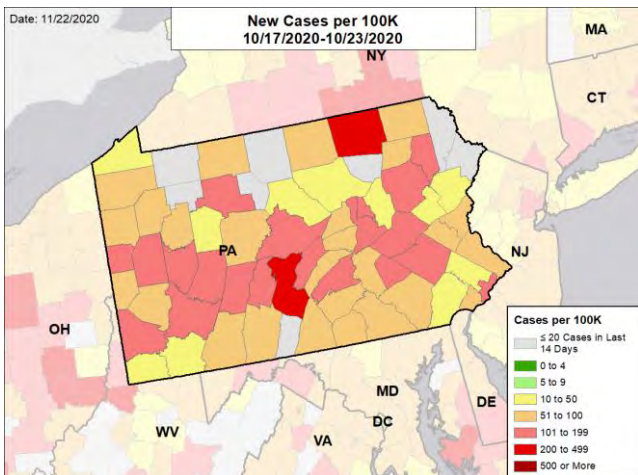 Date: 11/22/2020
New Cases per 100K
10/17/2020-10/23/2020
MA
NY
CT
PA
NJ
OH
MD
DE
DC
WV
VA
Cases per 100K
≤ 20 Cases in Last
14 Days
0 to 4
5 to 9
10 to 50
51 to 100
101 to 199
200 to 499
500 or More